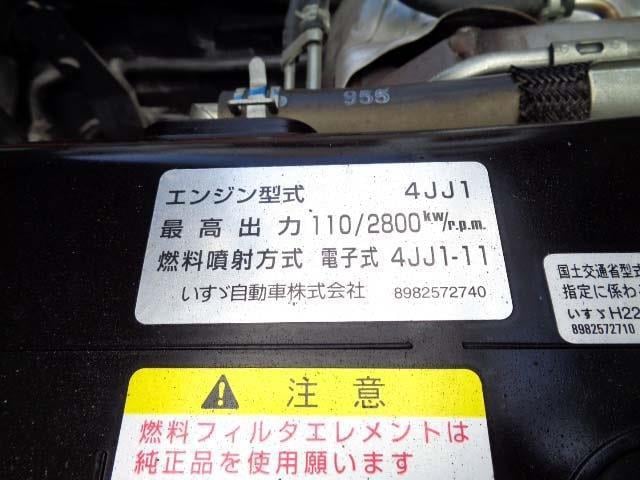 955
エンジン型式 4JJ1
最高出力 110/2800 kw/r.p.m.
燃料噴射方式 電子式 4JJ1-11
いすゞ自動車株式会社 8982572740
国土交通省型式
指定に係わ
いすゞH22
8982572710
注意
燃料フィルタエレメントは
純正品を使用願います